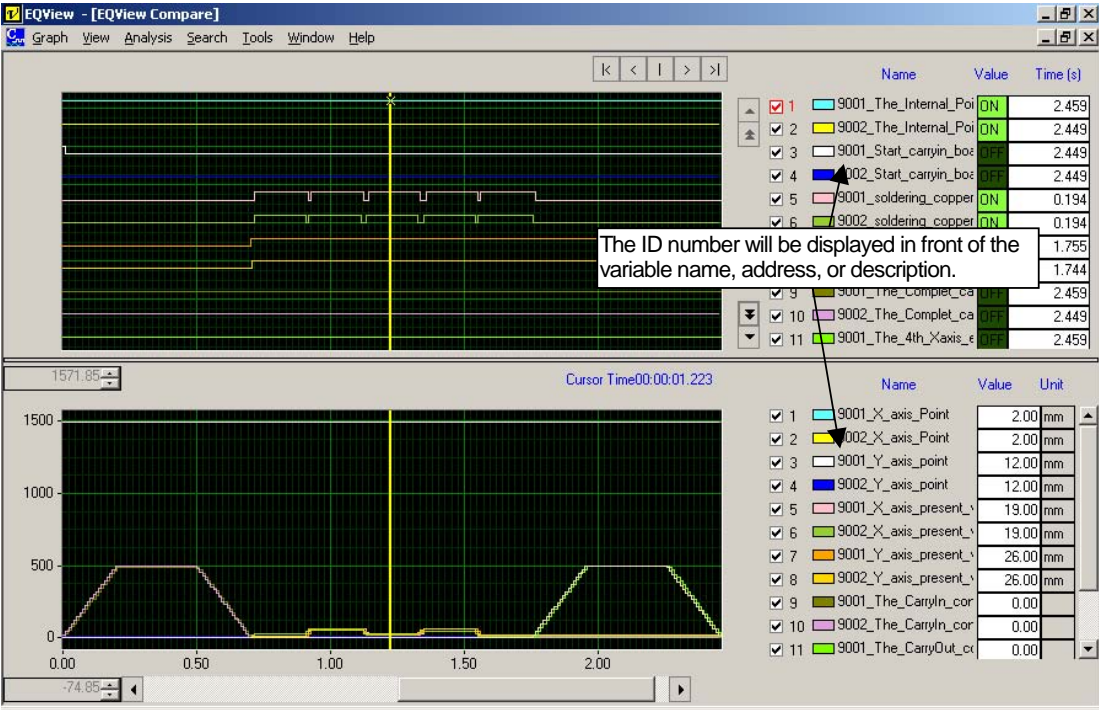 EQView - [EQView Compare]
Graph View Analysis Search Tools Window Help
Name Value Time (s)
1 9001_The_Internal_Poi ON 2.459
2 9002_The_Internal_Poi ON 2.449
3 9001_Start_carryin_boa OFF 2.449
4 9002_Start_carryin_boa OFF 2.449
5 9001_soldering_copper ON 0.194
6 9002_soldering_copper ON 0.194
The ID number will be displayed in front of the
variable name, address, or description.
1.755
1.744
9 9001_The_Complet_ca OFF 2.459
10 9002_The_Complet_ca OFF 2.449
11 9001_The_4th_Xaxis_e OFF 2.459
1571.85
Cursor Time00:00:01.223
Name Value Unit
1 9001_X_axis_Point 2.00 mm
2 9002_X_axis_Point 2.00 mm
3 9001_Y_axis_point 12.00 mm
4 9002_Y_axis_point 12.00 mm
5 9001_X_axis_present_ 19.00 mm
6 9002_X_axis_present_ 19.00 mm
7 9001_Y_axis_present_ 26.00 mm
8 9002_Y_axis_present_ 26.00 mm
9 9001_The_CarryIn_cor 0.00
10 9002_The_CarryIn_cor 0.00
11 9001_The_CarryOut_co 0.00
1500
1000
500
0
0.00 0.50 1.00 1.50 2.00
-74.85